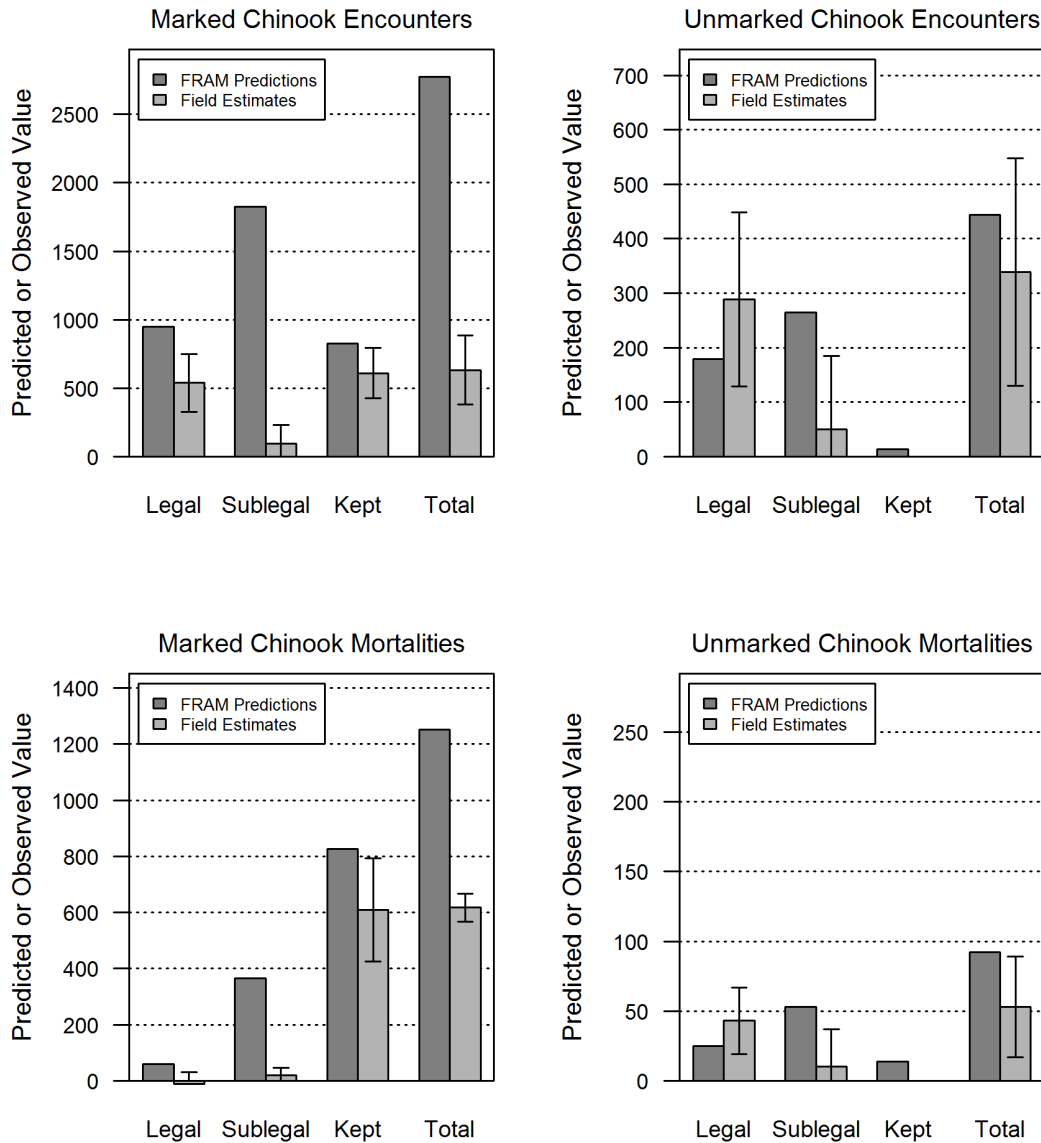 Marked Chinook Encounters
Predicted or Observed Value
FRAM Predictions
Field Estimates
2500
2000
1500
1000
500
0
Legal Sublegal Kept Total
Unmarked Chinook Encounters
Predicted or Observed Value
FRAM Predictions
Field Estimates
700
600
500
400
300
200
100
0
Legal Sublegal Kept Total
Marked Chinook Mortalities
Predicted or Observed Value
FRAM Predictions
Field Estimates
1400
1200
1000
800
600
400
200
0
Legal Sublegal Kept Total
Unmarked Chinook Mortalities
Predicted or Observed Value
FRAM Predictions
Field Estimates
250
200
150
100
50
0
Legal Sublegal Kept Total